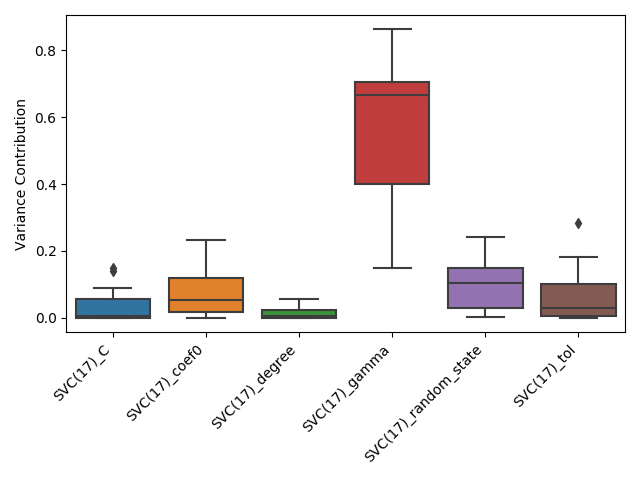 Variance Contribution
0.8
0.6
0.4
0.2
0.0
SVC(17)_C
SVC(17)_coef0
SVC(17)_degree
SVC(17)_gamma
SVC(17)_random_state
SVC(17)_tol